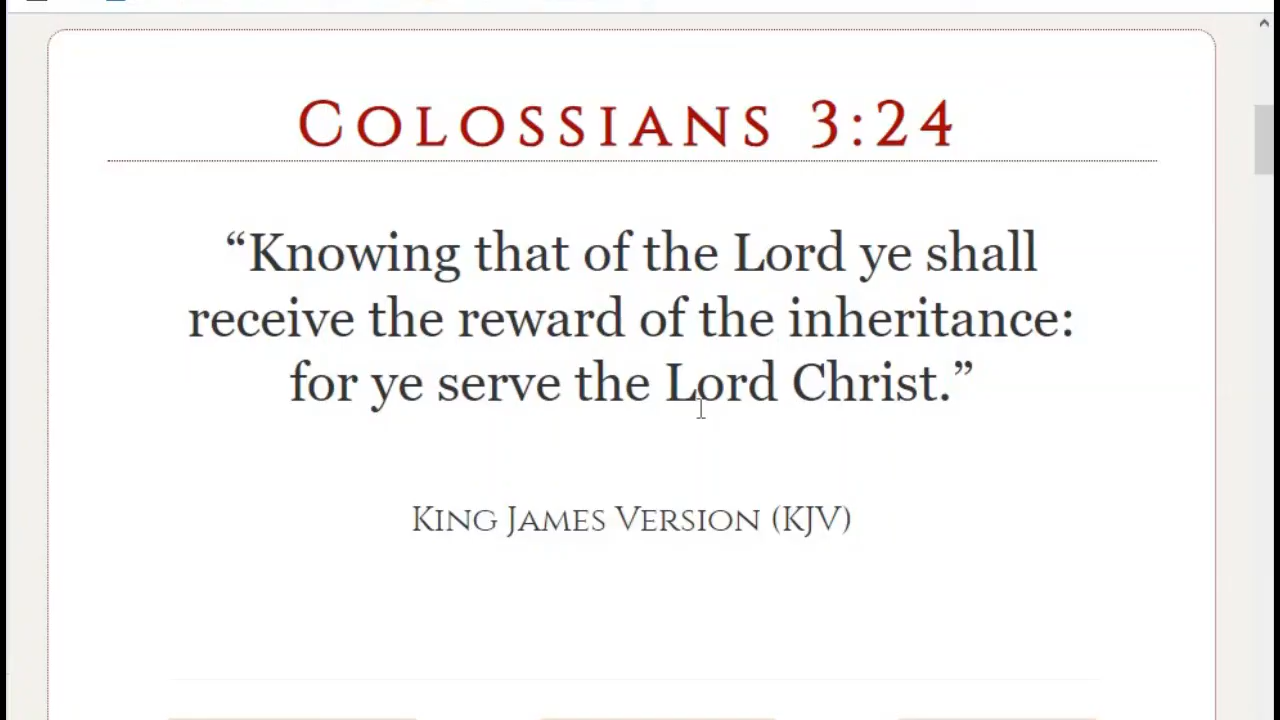 Colossians 3:24
“Knowing that of the Lord ye shall
receive the reward of the inheritance:
for ye serve the Lord Christ.”
King James Version (KJV)